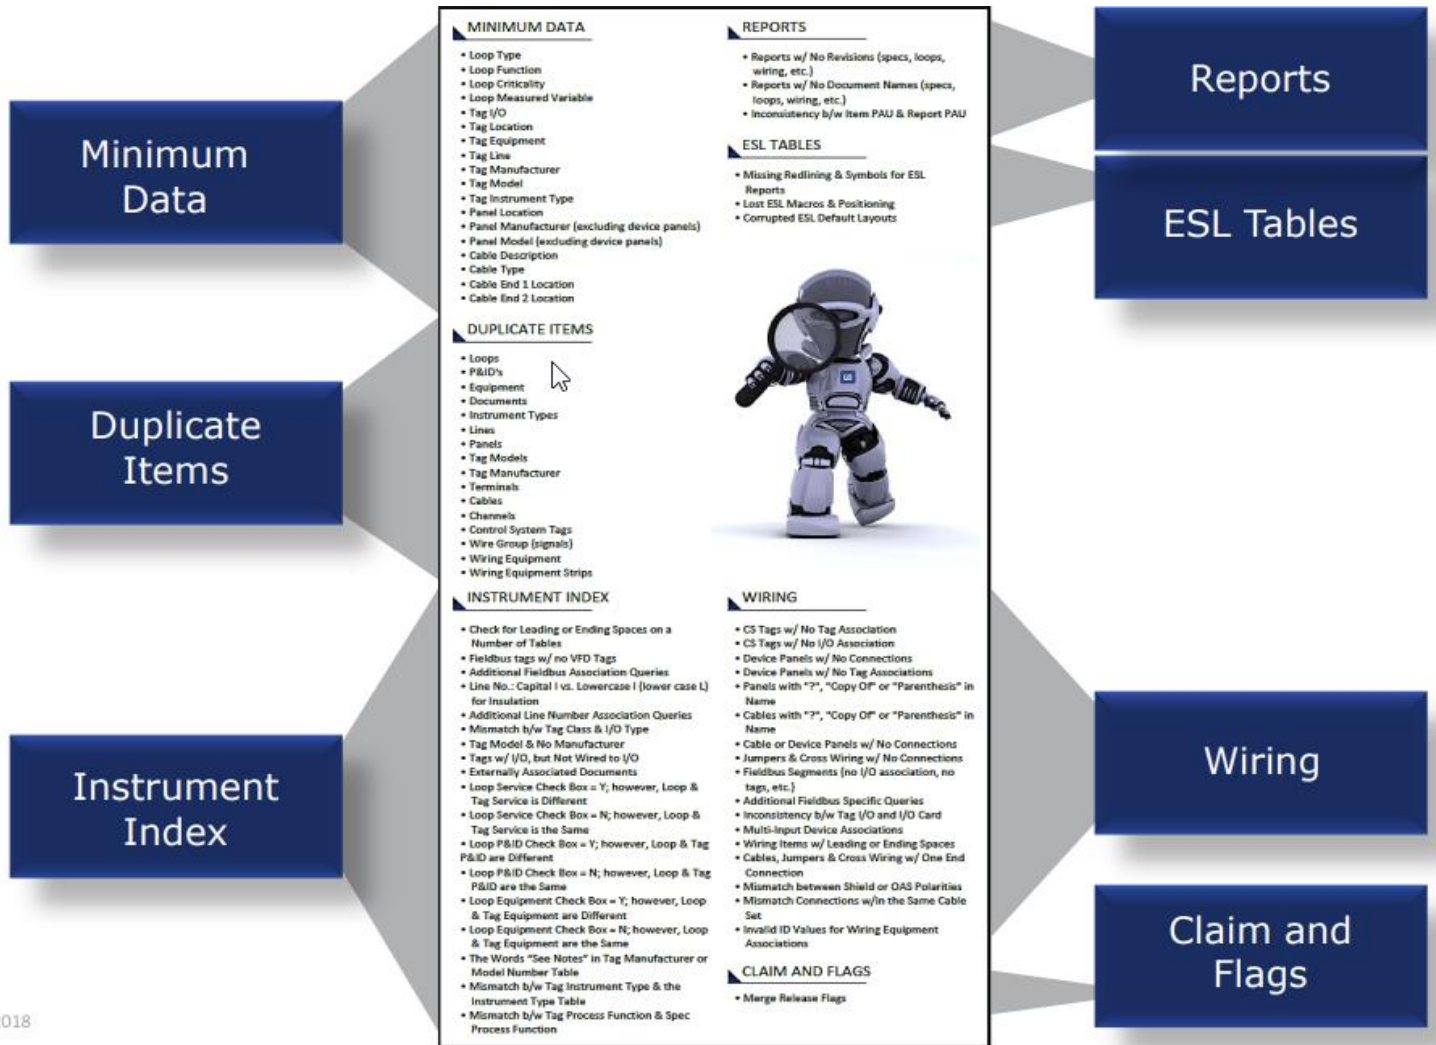 Minimum
Data
Duplicate
Items
Instrument
Index
MINIMUM DATA
• Loop Type
• Loop Function
• Loop Criticality
• Loop Measured Variable
• Tag I/O
• Tag Location
• Tag Equipment
• Tag Line
• Tag Manufacturer
• Tag Model
• Tag Instrument Type
• Panel Location
• Panel Manufacturer (excluding device panels)
• Panel Model (excluding device panels)
• Cable Description
• Cable Type
• Cable End 1 Location
• Cable End 2 Location
DUPLICATE ITEMS
• Loops
• P&ID's
• Equipment
• Documents
• Instrument Types
• Lines
• Panels
• Tag Models
• Tag Manufacturer
• Terminals
• Cables
• Channels
• Control System Tags
• Wire Group (signals)
• Wiring Equipment
• Wiring Equipment Strips
INSTRUMENT INDEX
• Check for Leading or Ending Spaces on a
Number of Tables
• Fieldbus tags w/ no VFD Tags
• Additional Fieldbus Association Queries
• Line No.: Capital I vs. Lowercase l (lower case L)
for Insulation
• Additional Line Number Association Queries
• Mismatch b/w Tag Class & I/O Type
• Tag Model & No Manufacturer
• Tags w/ I/O, but Not Wired to I/O
• Externally Associated Documents
• Loop Service Check Box = Y; however, Loop &
Tag Service is Different
• Loop Service Check Box = N; however, Loop &
Tag Service is the Same
• Loop P&ID Check Box = Y; however, Loop & Tag
P&ID are Different
• Loop P&ID Check Box = N; however, Loop & Tag
P&ID are the Same
• Loop Equipment Check Box = Y; however, Loop
& Tag Equipment are Different
• Loop Equipment Check Box = N; however, Loop
& Tag Equipment are the Same
• The Words "See Notes" in Tag Manufacturer or
Model Number Table
• Mismatch b/w Tag Instrument Type & the
Instrument Type Table
• Mismatch b/w Tag Process Function & Spec
Process Function
REPORTS
• Reports w/ No Revisions (specs, loops,
wiring, etc.)
• Reports w/ No Document Names (specs,
loops, wiring, etc.)
• Inconsistency b/w Item PAU & Report PAU
ESL TABLES
• Missing Redlining & Symbols for ESL
Reports
• Lost ESL Macros & Positioning
• Corrupted ESL Default Layouts
WIRING
• CS Tags w/ No Tag Association
• CS Tags w/ No I/O Association
• Device Panels w/ No Connections
• Device Panels w/ No Tag Associations
• Panels with "?", "Copy Of" or "Parenthesis" in
Name
• Cables with "?", "Copy Of" or "Parenthesis" in
Name
• Cable or Device Panels w/ No Connections
• Jumpers & Cross Wiring w/ No Connections
• Fieldbus Segments (no I/O association, no
tags, etc.)
• Additional Fieldbus Specific Queries
• Inconsistency b/w Tag I/O and I/O Card
• Multi-Input Device Associations
• Wiring Items w/ Leading or Ending Spaces
• Cables, Jumpers & Cross Wiring w/ One End
Connection
• Mismatch between Shield or OAS Polarities
• Mismatch Connections w/in the Same Cable
Set
• Invalid ID Values for Wiring Equipment
Associations
CLAIM AND FLAGS
• Merge Release Flags
Reports
ESL Tables
Wiring
Claim and
Flags